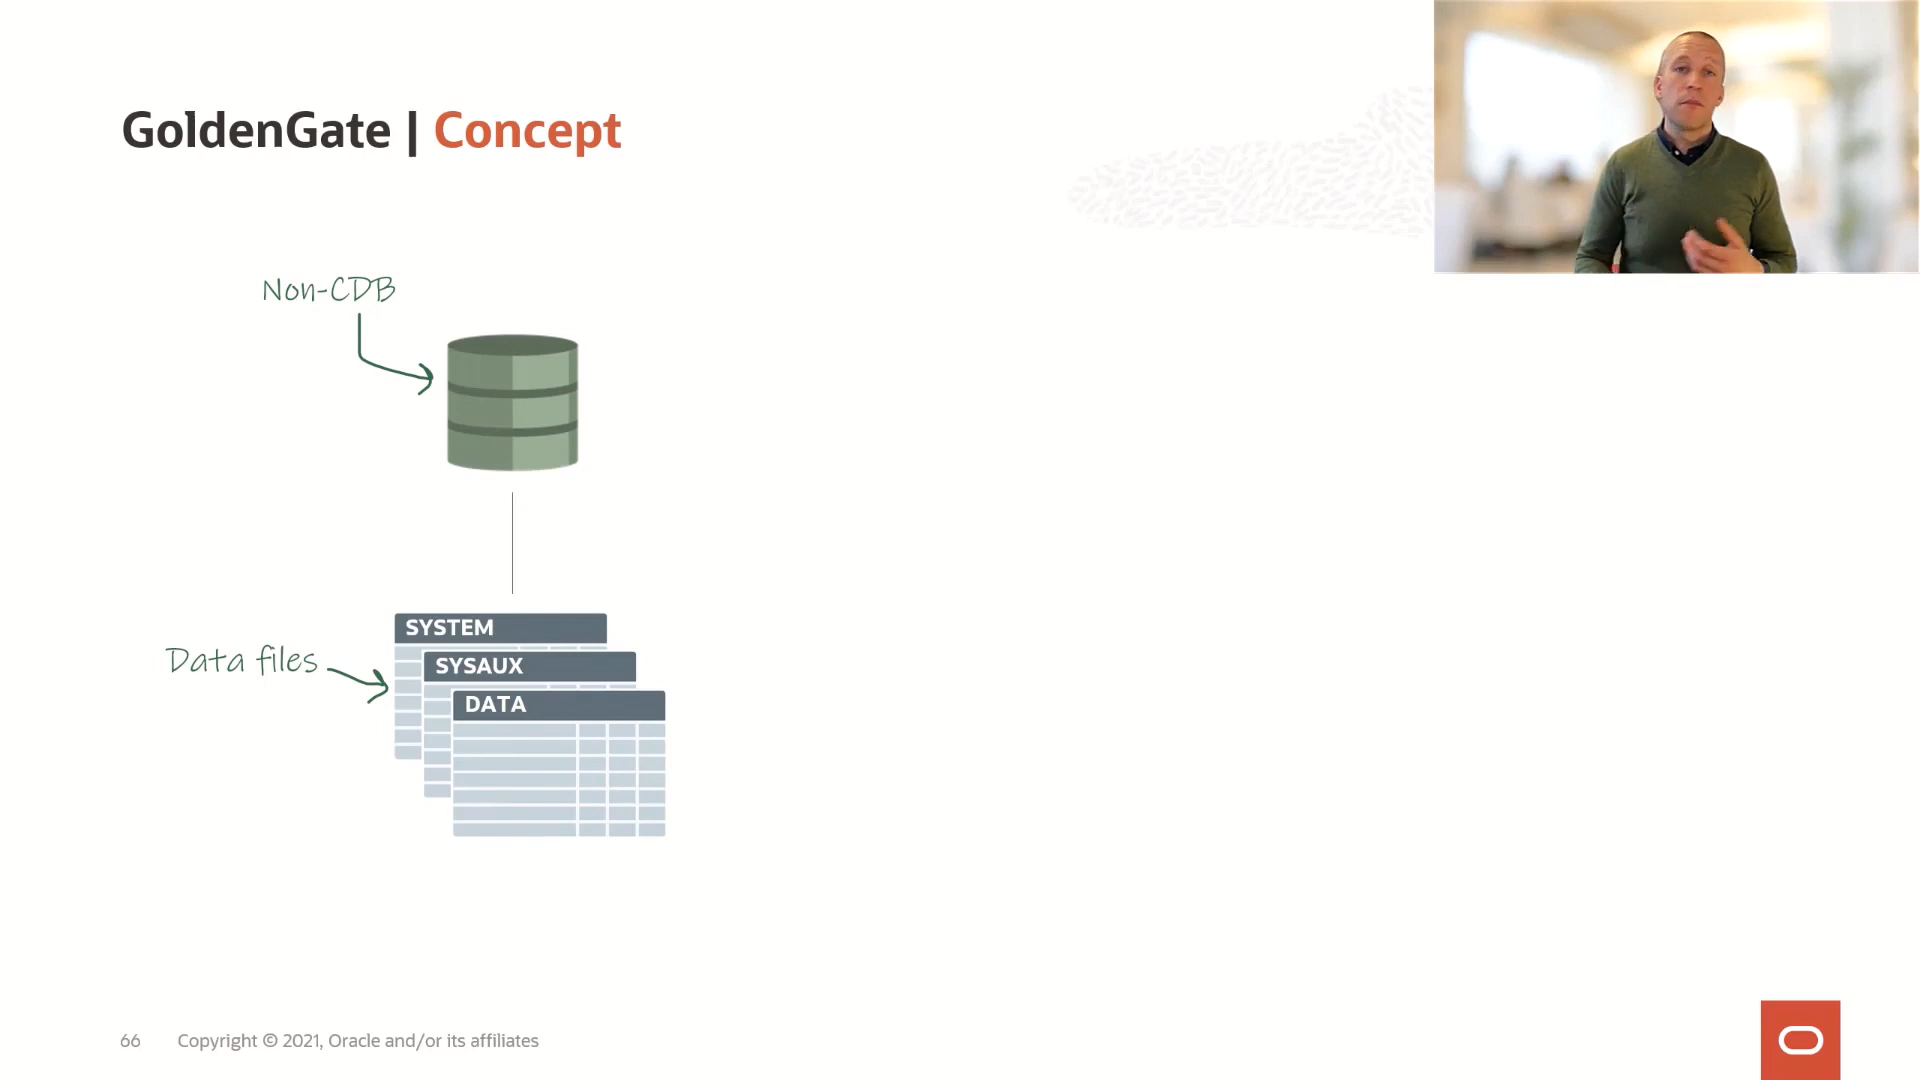 GoldenGate | Concept
Non-CDB
SYSTEM
Data files
SYSAUX
DATA
66 Copyright © 2021, Oracle and/or its affiliates